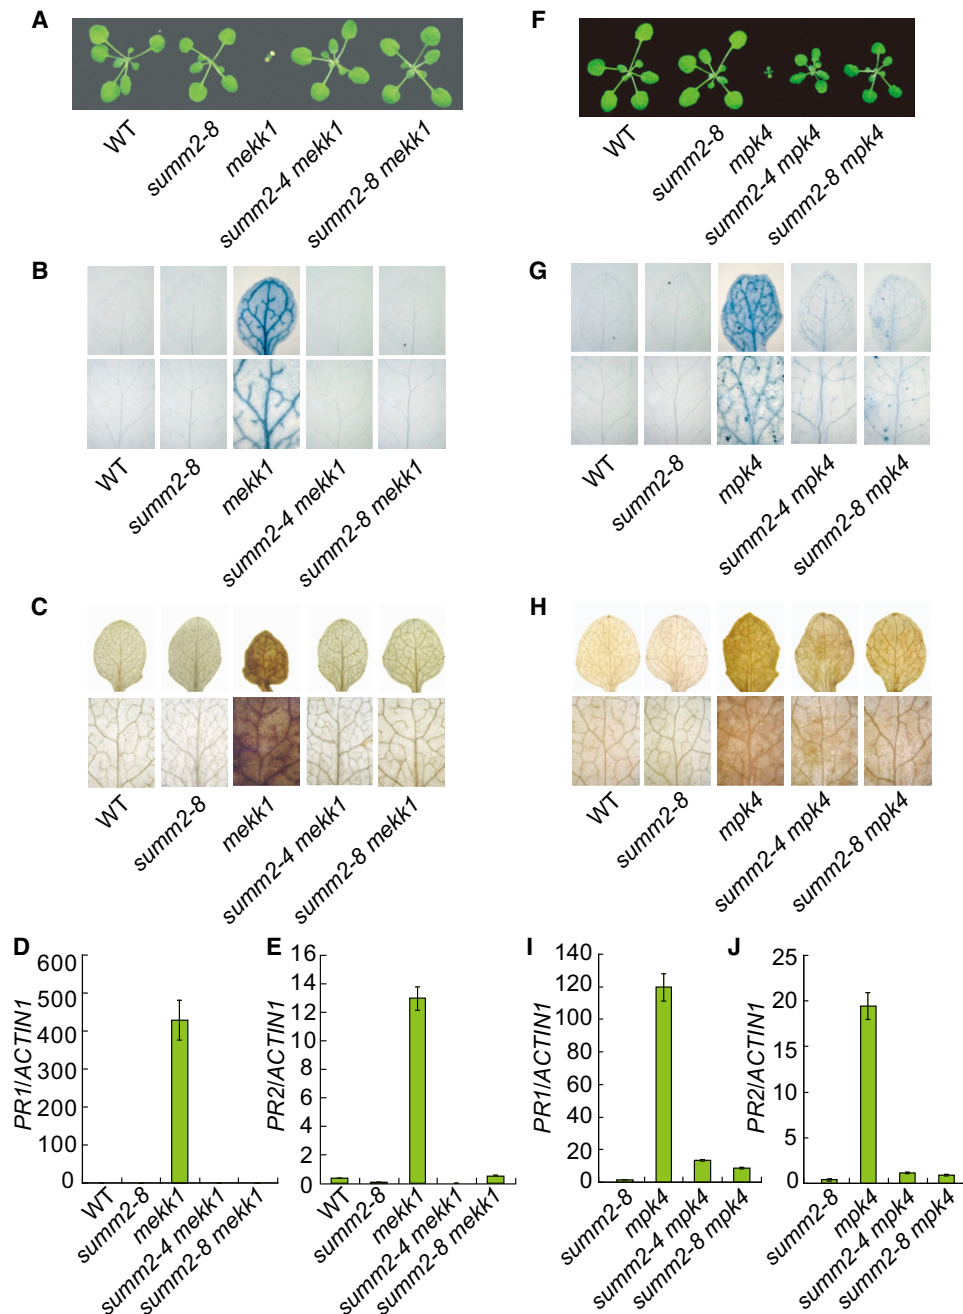 A
WT
summ2-8
mekk1
summ2-4 mekk1
summ2-8 mekk1
F
WT
summ2-8
mpk4
summ2-4 mpk4
summ2-8 mpk4
B
WT
summ2-8
mekk1
summ2-4 mekk1
summ2-8 mekk1
G
WT
summ2-8
mpk4
summ2-4 mpk4
summ2-8 mpk4
C
WT
summ2-8
mekk1
summ2-4 mekk1
summ2-8 mekk1
H
WT
summ2-8
mpk4
summ2-4 mpk4
summ2-8 mpk4
D
PR1/ACTIN1
600
500
400
300
200
100
0
WT
summ2-8
mekk1
summ2-4 mekk1
summ2-8 mekk1
E
PR2/ACTIN1
16
14
12
10
8
6
4
2
0
WT
summ2-8
mekk1
summ2-4 mekk1
summ2-8 mekk1
I
PR1/ACTIN1
140
120
100
80
60
40
20
0
summ2-8
mpk4
summ2-4 mpk4
summ2-8 mpk4
J
PR2/ACTIN1
25
20
15
10
5
0
summ2-8
mpk4
summ2-4 mpk4
summ2-8 mpk4